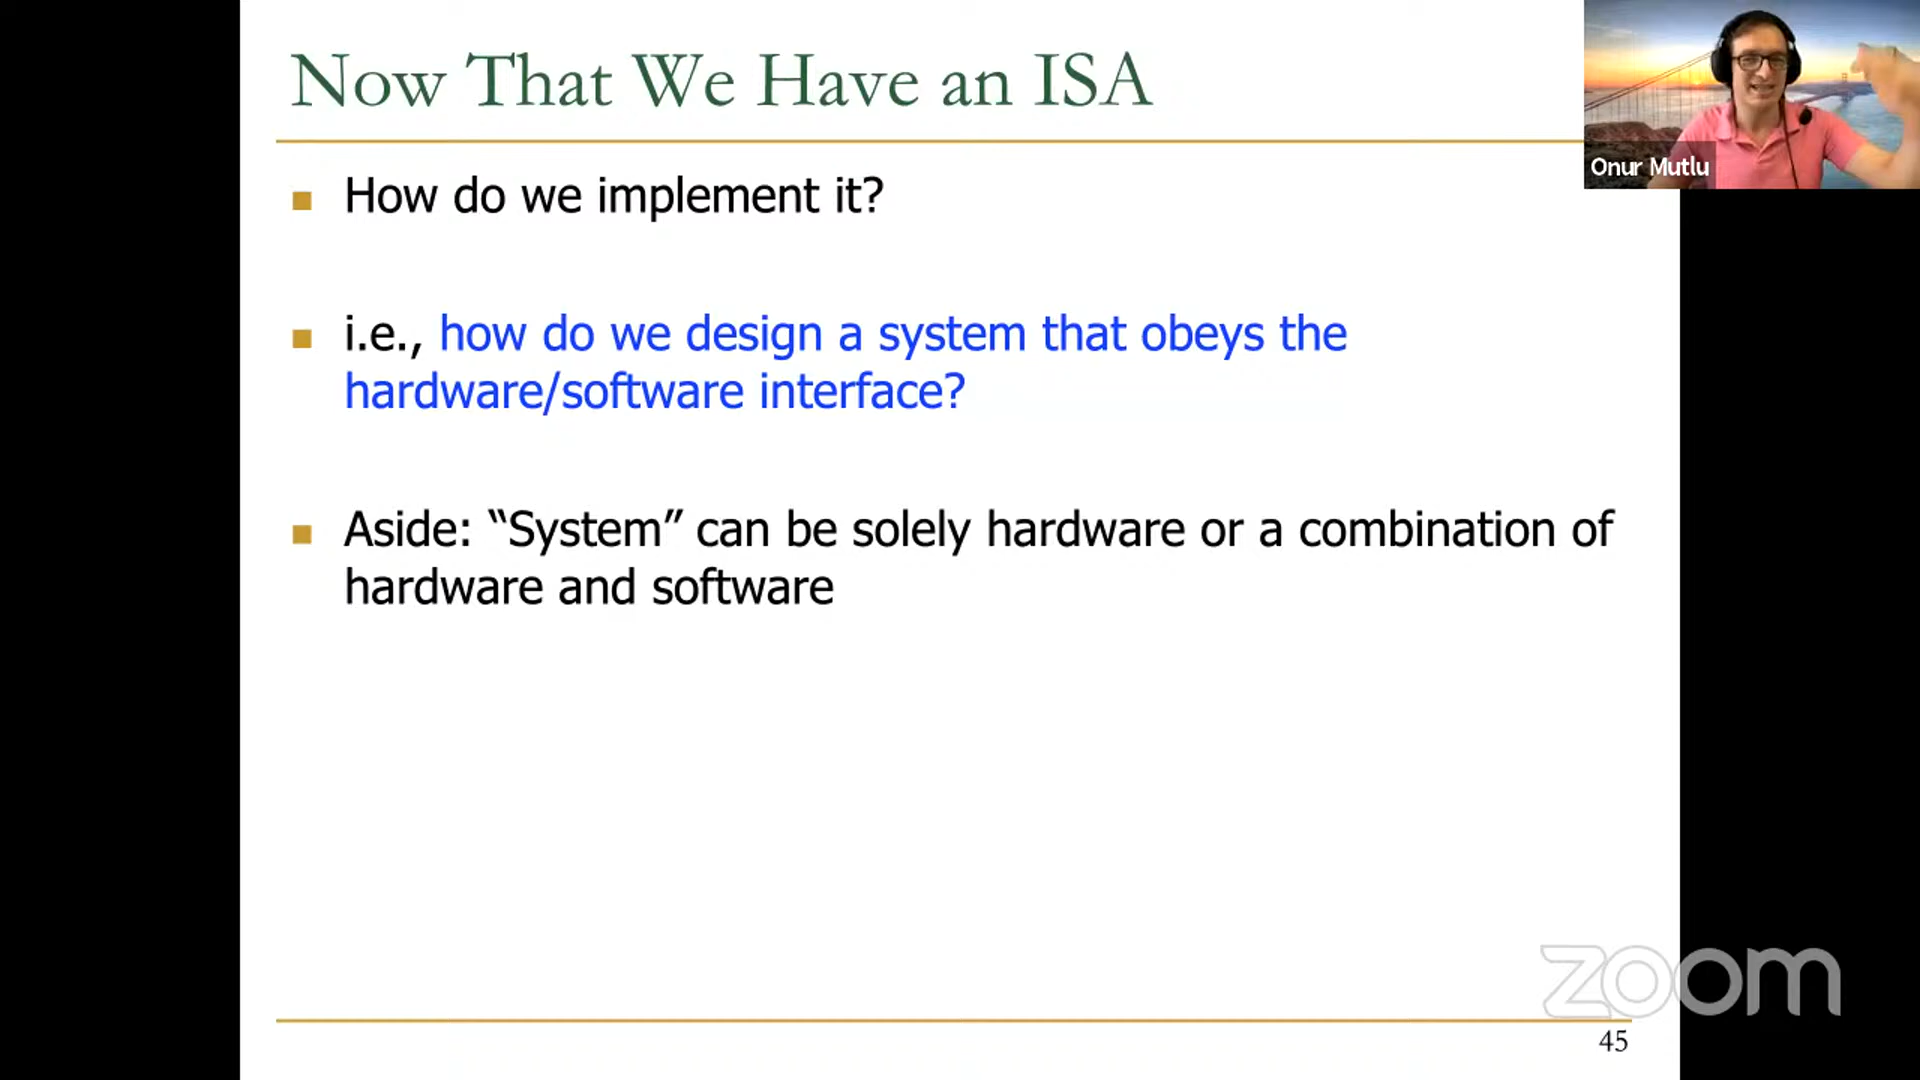 Now That We Have an ISA
Onur Mutlu
How do we implement it?
i.e., how do we design a system that obeys the
hardware/software interface?
Aside: “System” can be solely hardware or a combination of
hardware and software
zoom
45